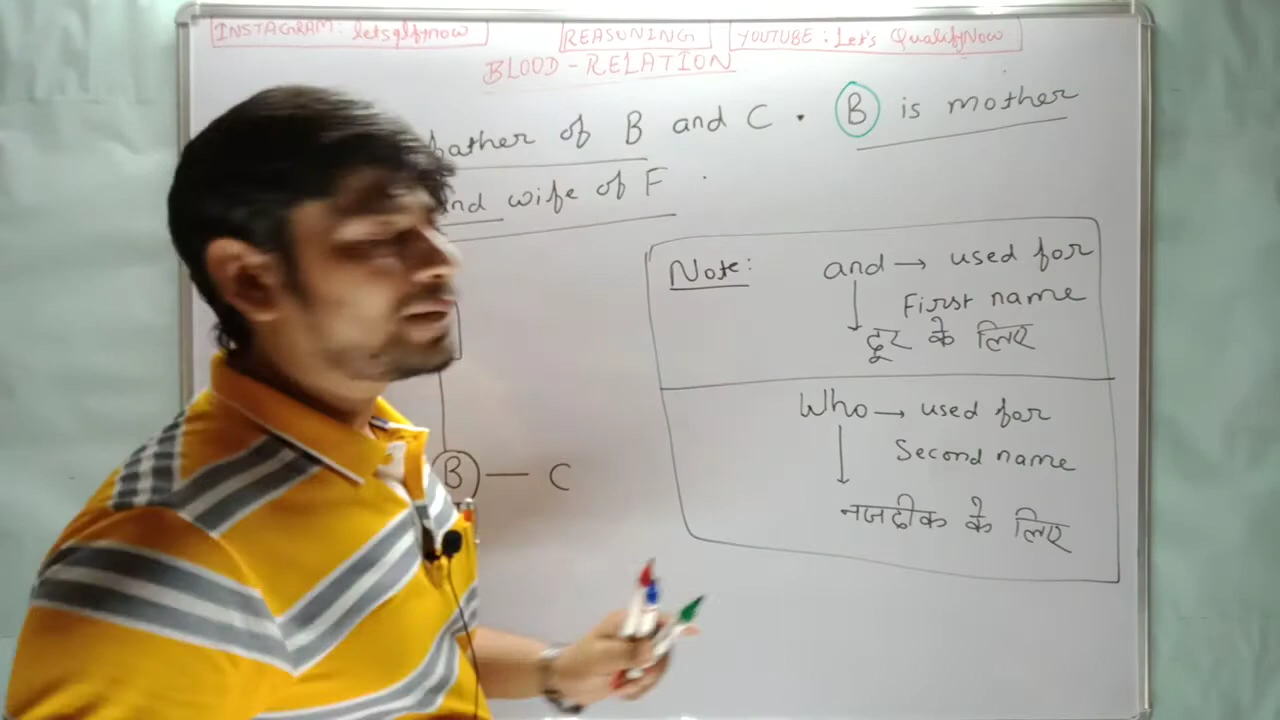 INSTAGRAM: letsqlfynow
REASONING
YOUTUBE: Let's QualifyNow
BLOOD-RELATION
father of B and C. B is mother
and wife of F.
Note: and → used for
First name
दूर के लिए
Who → used for
Second name
नजदीक के लिए
B — C